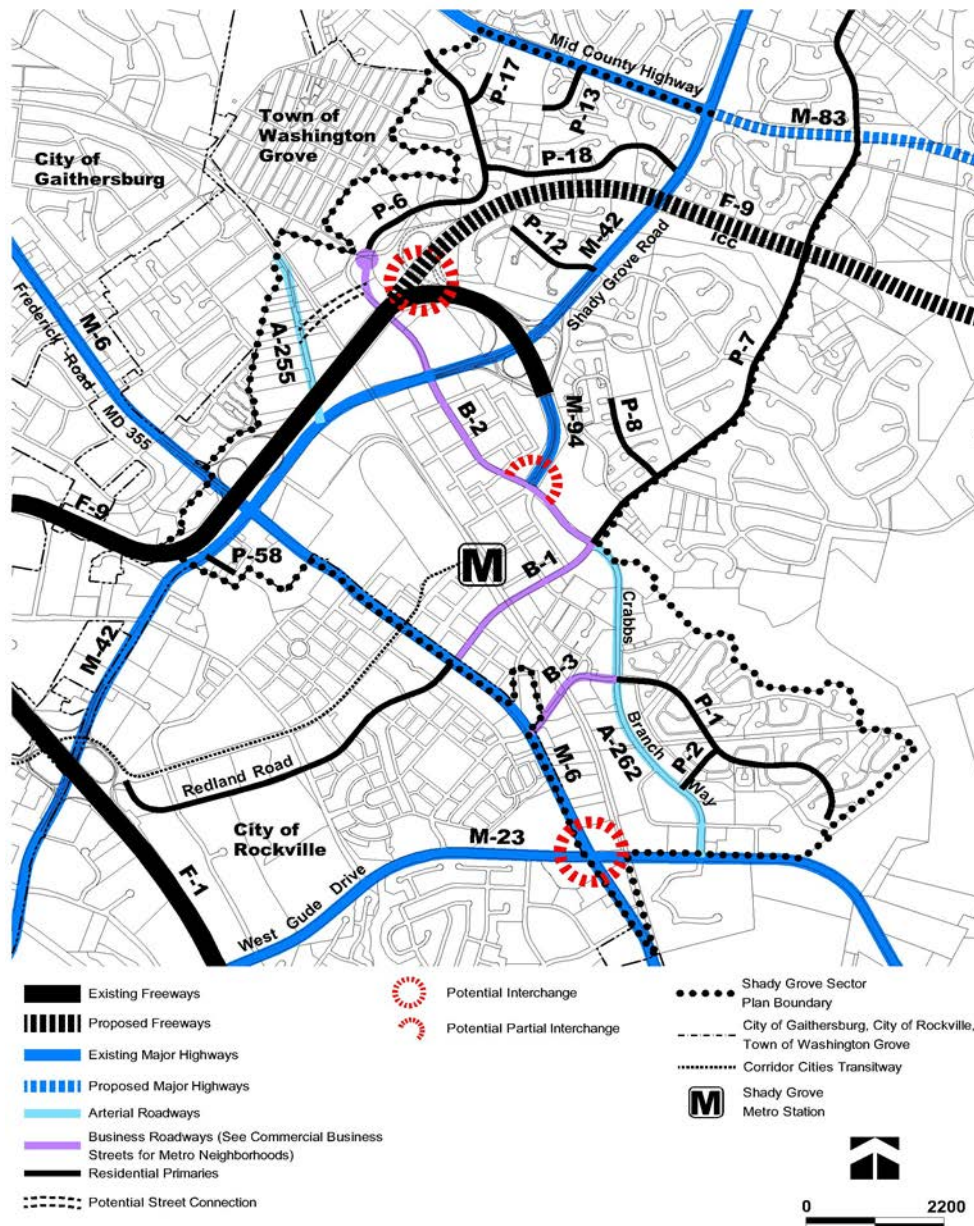 Mid County Highway
P-17
P-13
M-83
Town of
Washington
Grove
City of
Gaithersburg
P-18
P-6
F-9
ICC
P-12
M-42
Shady Grove Road
M-6
Frederick Road MD 355
A-255
P-7
B-2
M-94
P-8
F-9
P-58
M
B-1
Crabbs
M-42
B-3
P-1
Redland Road
M-6
A-262
Branch
P-2
Way
City of
Rockville
M-23
F-1
West Gude Drive
Existing Freeways
Proposed Freeways
Existing Major Highways
Proposed Major Highways
Arterial Roadways
Business Roadways (See Commercial Business
Streets for Metro Neighborhoods)
Residential Primaries
Potential Street Connection
Potential Interchange
Potential Partial Interchange
Shady Grove Sector
Plan Boundary
City of Gaithersburg, City of Rockville,
Town of Washington Grove
Corridor Cities Transitway
M
Shady Grove
Metro Station
0 2200